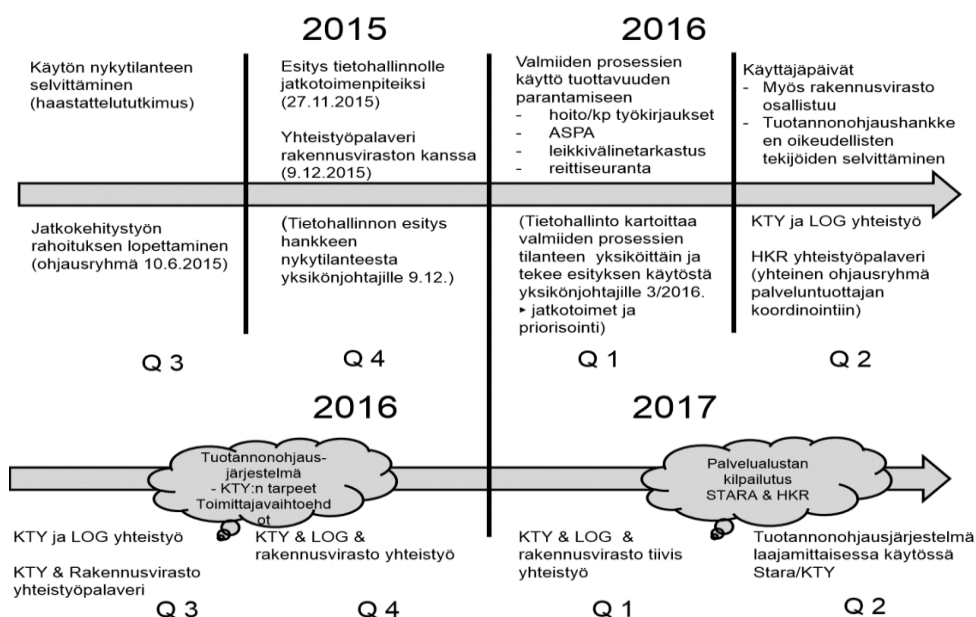 2015
2016
Käytön nykytilanteen
selvittäminen
(haastattelututkimus)
Esitys tietohallinnolle
jatkotoimenpiteiksi
(27.11.2015)
Yhteistyöpalaveri
rakennusviraston kanssa
(9.12.2015)
Valmiiden prosessien
käyttö tuottavuuden
parantamiseen
- hoito/kp työkirjaukset
- ASPA
- leikkivälinetarkastus
- reittiseuranta
Käyttäjäpäivät
- Myös rakennusvirasto
osallistuu
- Tuotannonohjaushankke
en oikeudellisten
tekijöiden selvittäminen
Jatkokehitystyön
rahoituksen lopettaminen
(ohjausryhmä 10.6.2015)
(Tietohallinnon esitys
hankkeen
nykytilanteesta
yksikönjohtajille 9.12.)
(Tietohallinto kartoittaa
valmiiden prosessien
tilanteen yksiköittäin ja
tekee esityksen käytöstä
yksikönjohtajille 3/2016.
▸ jatkotoimet ja
priorisointi)
KTY ja LOG yhteistyö
HKR yhteistyöpalaveri
(yhteinen ohjausryhmä
palveluntuottajan
koordinointiin)
Q 3
Q 4
Q 1
Q 2
2016
2017
Tuotannonohjaus-
järjestelmä
- KTY:n tarpeet
Toimittajavaihtoehd
ot
Palvelualustan
kilpailutus
STARA & HKR
KTY ja LOG yhteistyö
KTY & Rakennusvirasto
yhteistyöpalaveri
KTY & LOG &
rakennusvirasto yhteistyö
KTY & LOG &
rakennusvirasto tiivis
yhteistyö
Tuotannonohjausjärjestelmä
laajamittaisessa käytössä
Stara/KTY
Q 3
Q 4
Q 1
Q 2